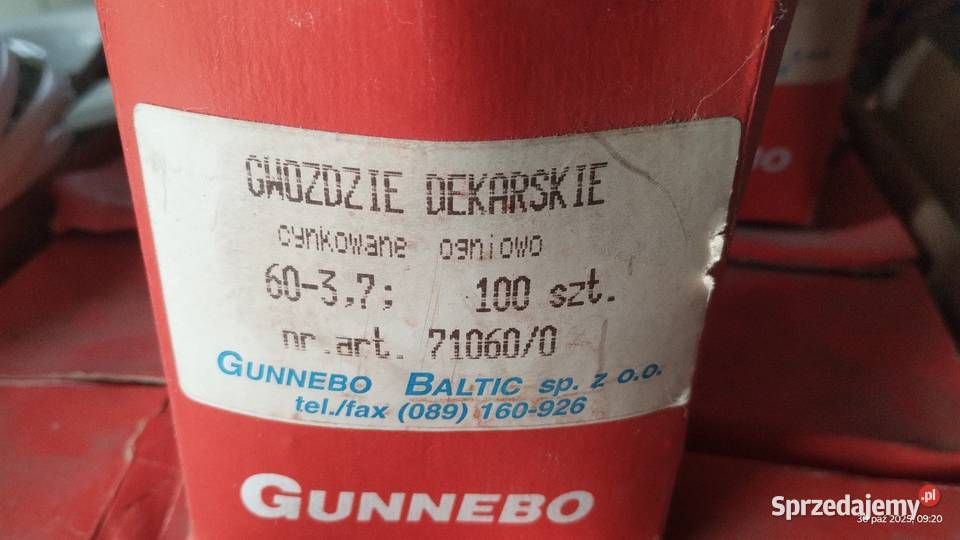 GWOZDZIE DEKARSKIE
cynkowane ogniowo
60-3,7; 100 szt.
nr.art. 71060/0
GUNNEBO BALTIC sp. z o.o.
tel./fax (089) 160-926
GUNNEBO
NEBO
Sprzedajemy.pl
30 paź 2025, 09:20